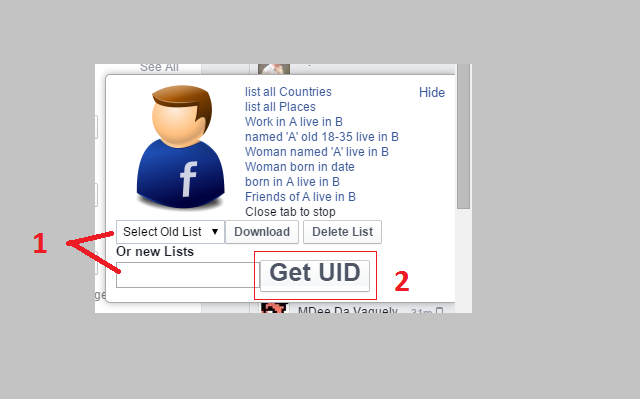 See All
list all Countries
Hide
list all Places
Work in A live in B
named 'A' old 18-35 live in B
Woman named 'A' live in B
Woman born in date
born in A live in B
Friends of A live in B
Close tab to stop
f
1
Select Old List ▼
Download
Delete List
Or new Lists
Get UID
2
ge
MDee Da Vaquely
31m